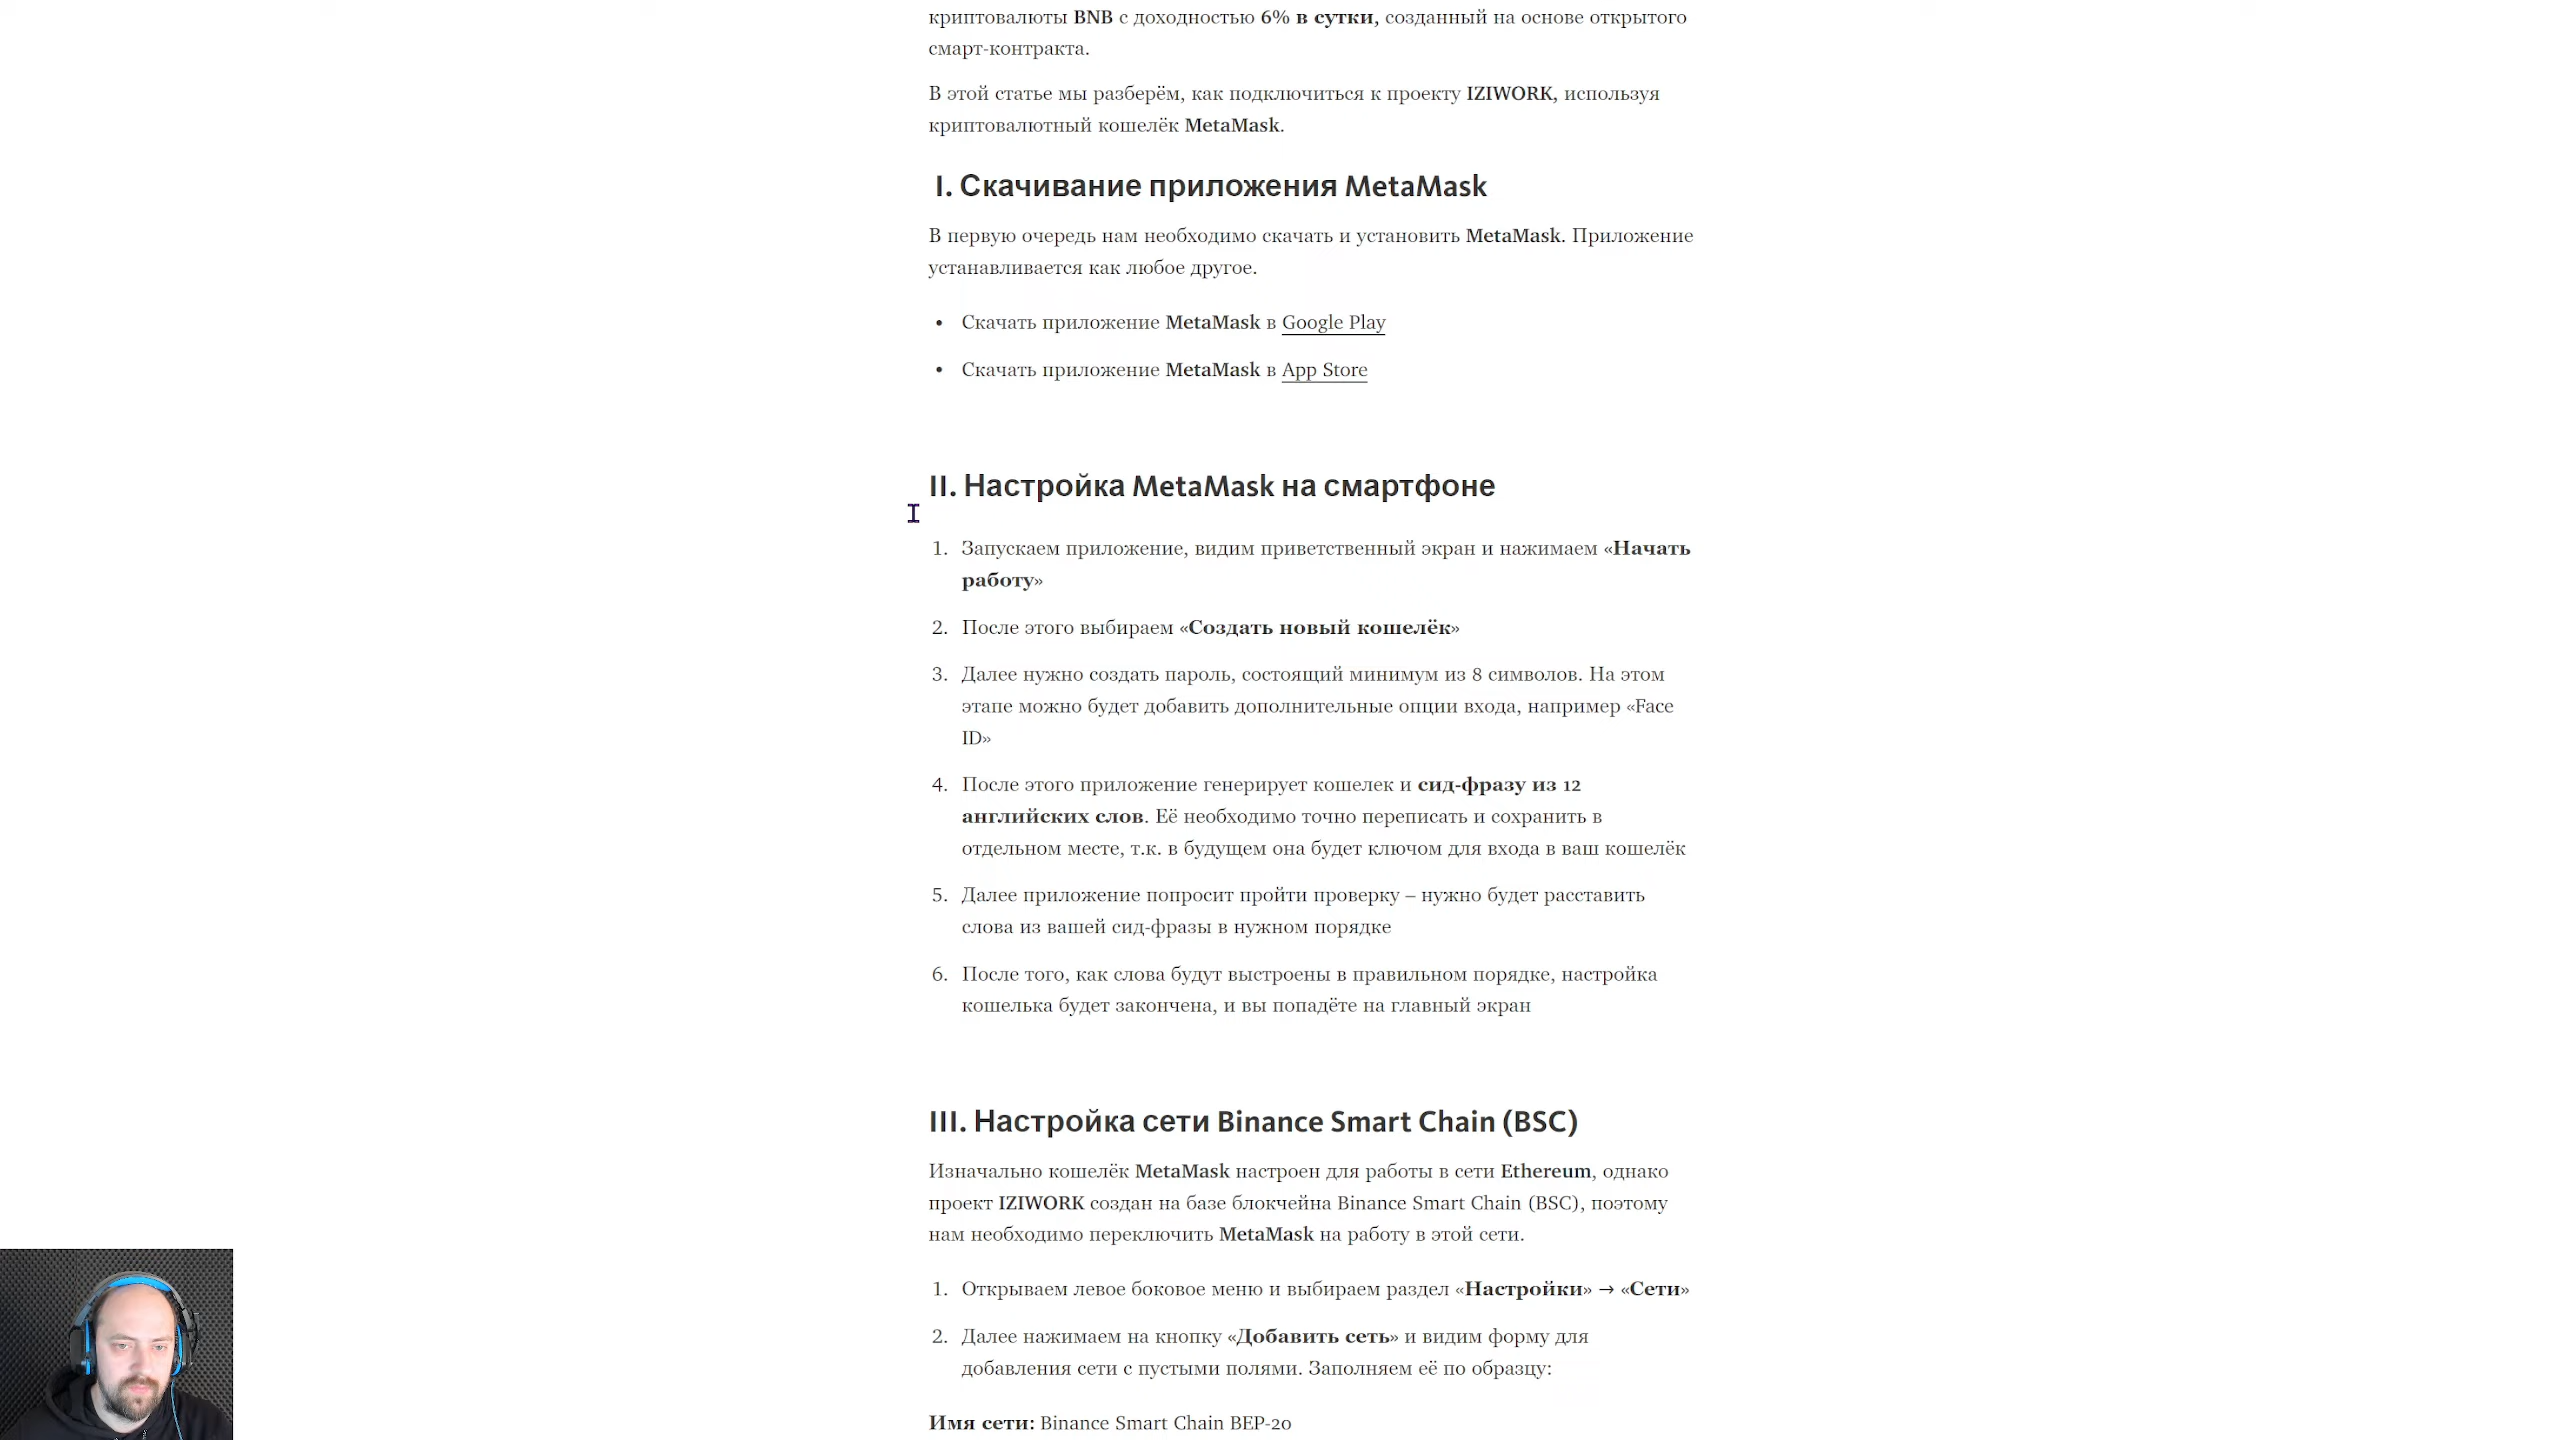 криптовалюты BNB с доходностью 6% в сутки, созданный на основе открытого
смарт-контракта.
В этой статье мы разберём, как подключиться к проекту IZIWORK, используя
криптовалютный кошелёк MetaMask.
I. Скачивание приложения MetaMask
В первую очередь нам необходимо скачать и установить MetaMask. Приложение
устанавливается как любое другое.
• Скачать приложение MetaMask в Google Play
• Скачать приложение MetaMask в App Store
II. Настройка MetaMask на смартфоне
1. Запускаем приложение, видим приветственный экран и нажимаем «Начать
работу»
2. После этого выбираем «Создать новый кошелёк»
3. Далее нужно создать пароль, состоящий минимум из 8 символов. На этом
этапе можно будет добавить дополнительные опции входа, например «Face
ID»
4. После этого приложение генерирует кошелек и сид-фразу из 12
английских слов. Её необходимо точно переписать и сохранить в
отдельном месте, т.к. в будущем она будет ключом для входа в ваш кошелёк
5. Далее приложение попросит пройти проверку – нужно будет расставить
слова из вашей сид-фразы в нужном порядке
6. После того, как слова будут выстроены в правильном порядке, настройка
кошелька будет закончена, и вы попадёте на главный экран
III. Настройка сети Binance Smart Chain (BSC)
Изначально кошелёк MetaMask настроен для работы в сети Ethereum, однако
проект IZIWORK создан на базе блокчейна Binance Smart Chain (BSC), поэтому
нам необходимо переключить MetaMask на работу в этой сети.
1. Открываем левое боковое меню и выбираем раздел «Настройки» → «Сети»
2. Далее нажимаем на кнопку «Добавить сеть» и видим форму для
добавления сети с пустыми полями. Заполняем её по образцу:
Имя сети: Binance Smart Chain BEP-20